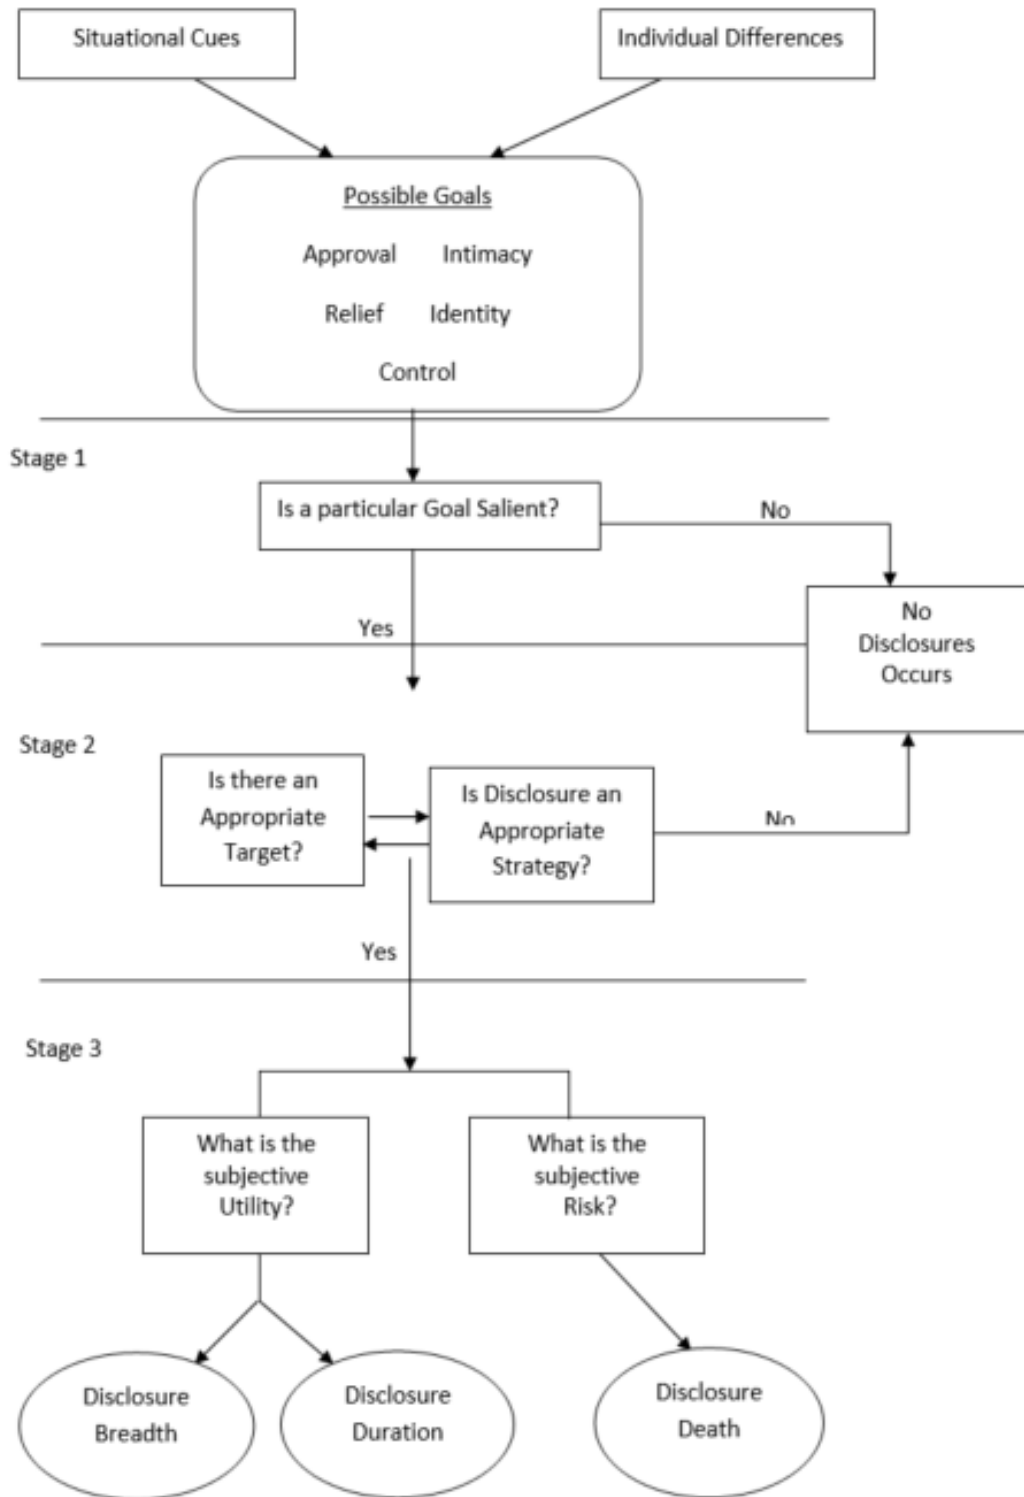 Situational Cues
Individual Differences
Possible Goals
Approval Intimacy
Relief Identity
Control
Stage 1
Is a particular Goal Salient?
No
No
Disclosures
Occurs
Yes
Stage 2
Is there an
Appropriate
Target?
Is Disclosure an
Appropriate
Strategy?
No
Yes
Stage 3
What is the
subjective
Utility?
What is the
subjective
Risk?
Disclosure
Breadth
Disclosure
Duration
Disclosure
Death